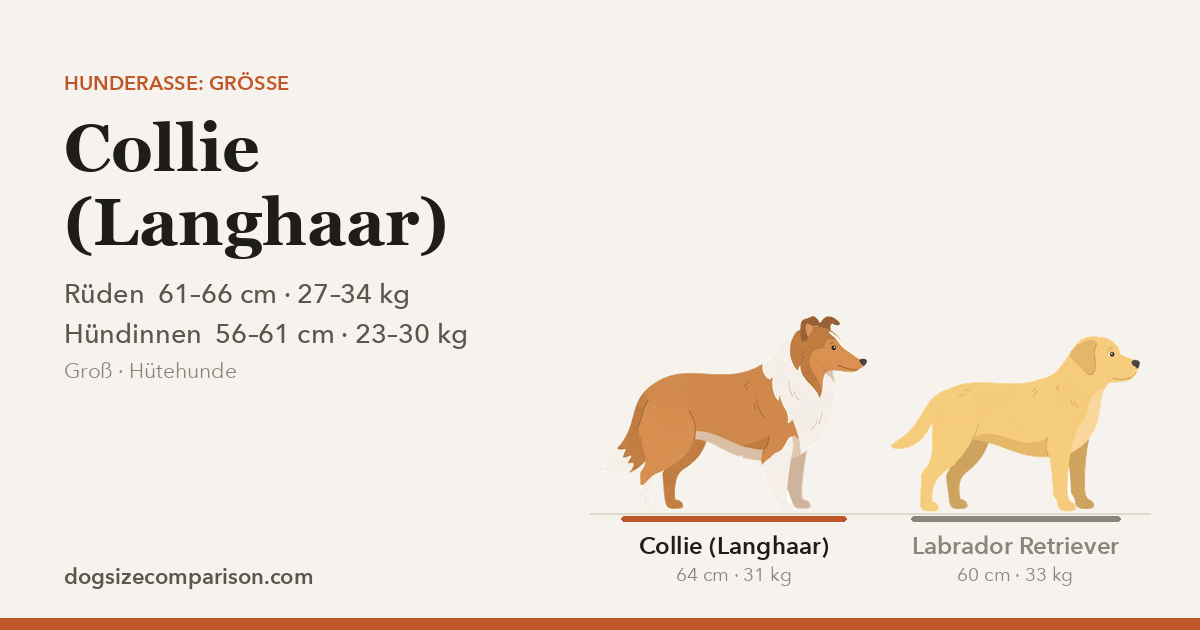 HUNDERASSE: GRÖSSE
Collie
(Langhaar)
Rüden 61–66 cm · 27–34 kg
Hündinnen 56–61 cm · 23–30 kg
Groß · Hütehunde
Collie (Langhaar)
64 cm · 31 kg
Labrador Retriever
60 cm · 33 kg
dogsizecomparison.com